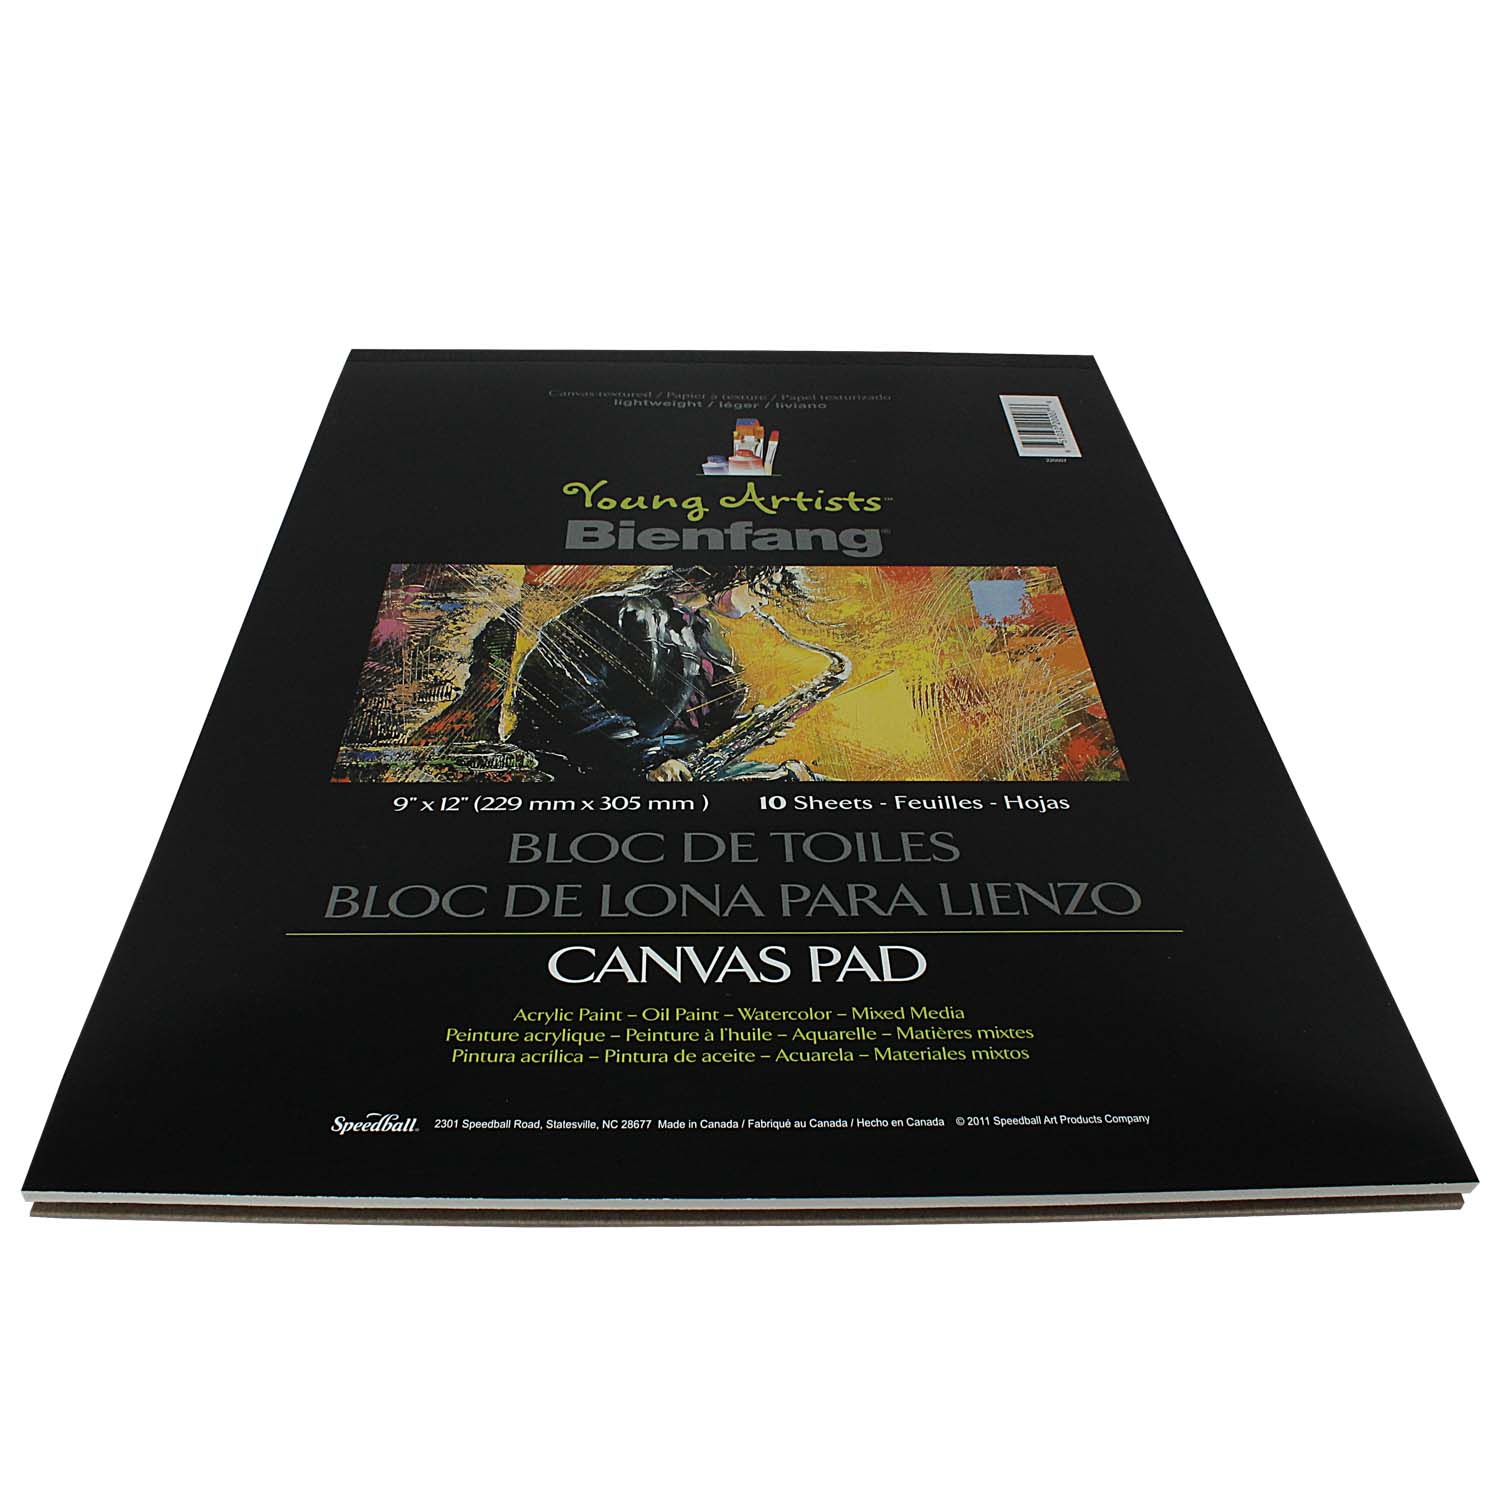 Canvas-textured / Papier à texture / Papel texturizado
lightweight / léger / liviano
Young Artists™
Bienfang®
9" x 12" (229 mm x 305 mm ) 10 Sheets - Feuilles - Hojas
BLOC DE TOILES
BLOC DE LONA PARA LIENZO
CANVAS PAD
Acrylic Paint – Oil Paint – Watercolor – Mixed Media
Peinture acrylique – Peinture à l'huile – Aquarelle – Matières mixtes
Pintura acrílica – Pintura de aceite – Acuarela – Materiales mixtos
Speedball® 2301 Speedball Road, Statesville, NC 28677 Made in Canada / Fabriqué au Canada / Hecho en Canada © 2011 Speedball Art Products Company